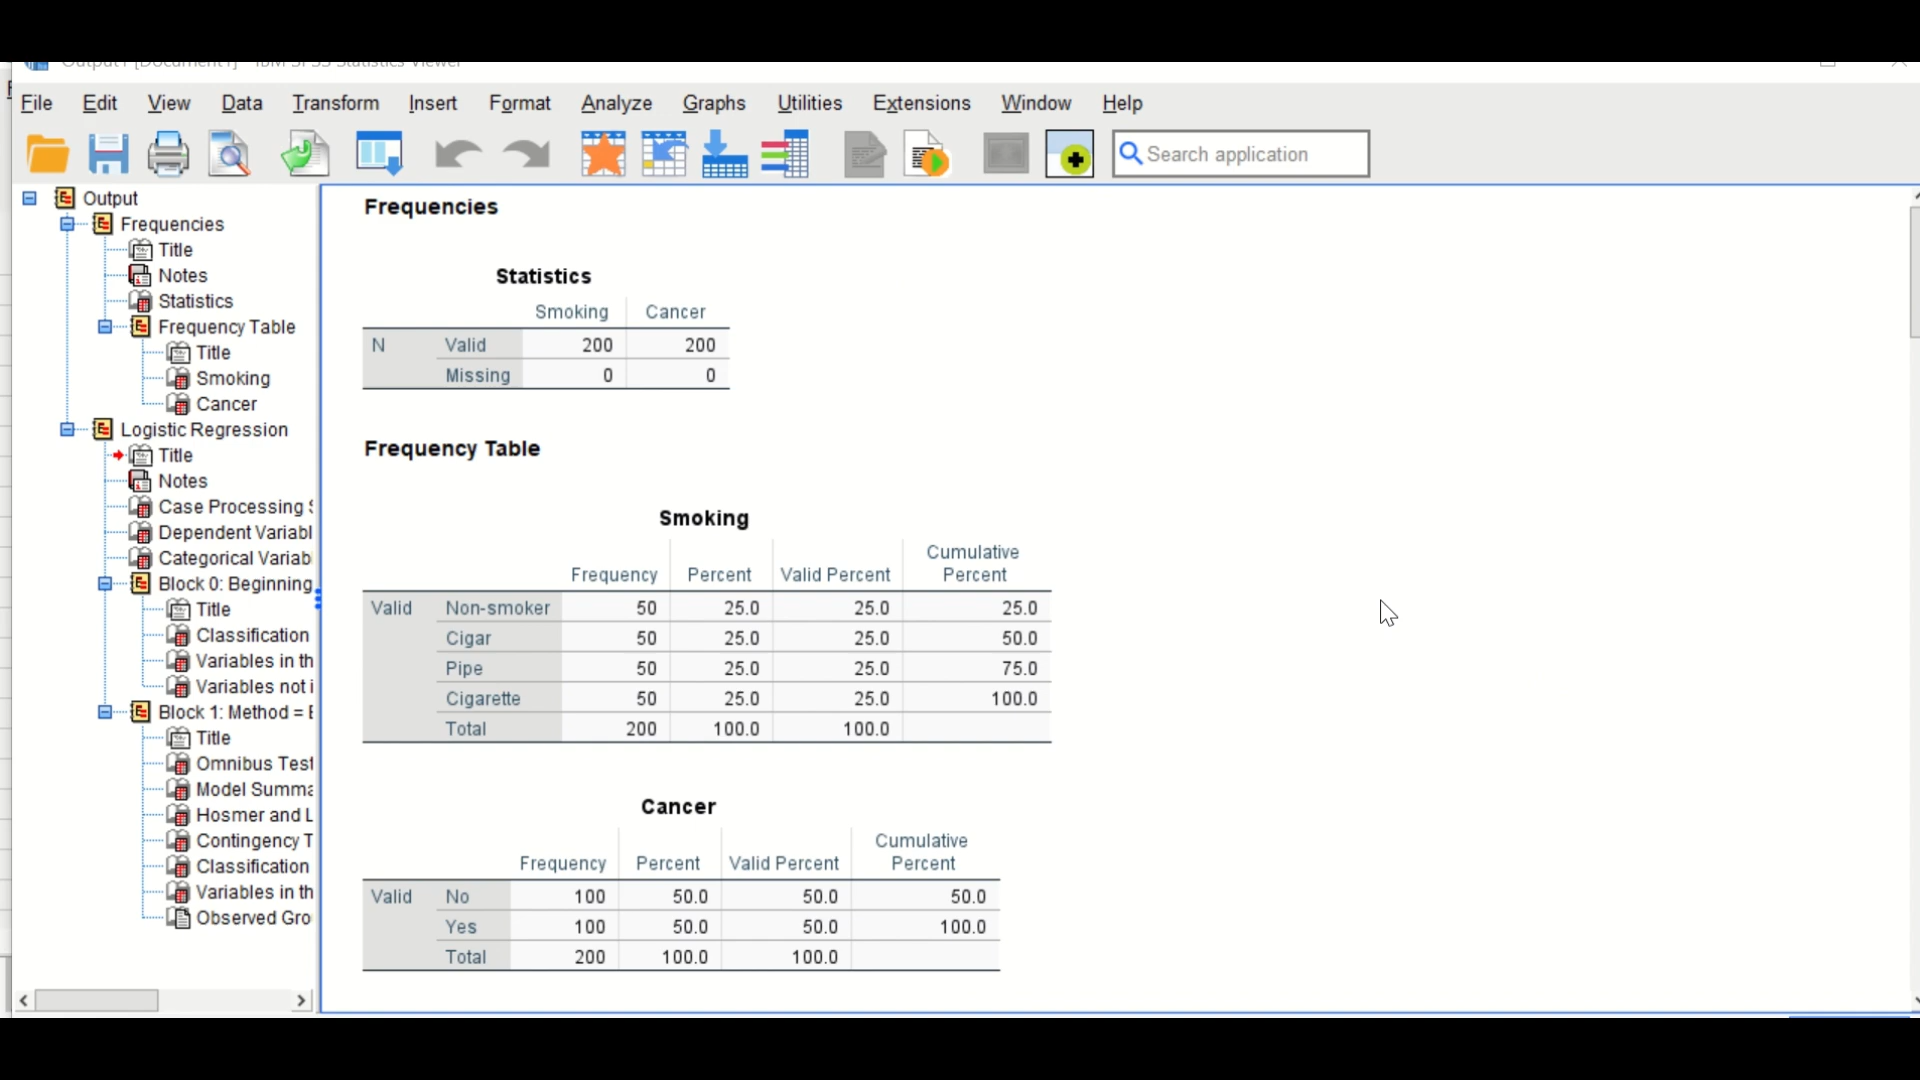 File Edit View Data Transform Insert Format Analyze Graphs Utilities Extensions Window Help
Search application
Output
Frequencies
Title
Notes
Statistics
Frequency Table
Title
Smoking
Cancer
Logistic Regression
Title
Notes
Case Processing
Dependent Variabl
Categorical Variab
Block 0: Beginning
Title
Classification
Variables in th
Variables not i
Block 1: Method =
Title
Omnibus Test
Model Summa
Hosmer and L
Contingency T
Classification
Variables in th
Observed Gro
Frequencies
Statistics
Smoking Cancer
N Valid 200 200
Missing 0 0
Frequency Table
Smoking
Frequency Percent Valid Percent Cumulative Percent
Valid Non-smoker 50 25.0 25.0 25.0
Cigar 50 25.0 25.0 50.0
Pipe 50 25.0 25.0 75.0
Cigarette 50 25.0 25.0 100.0
Total 200 100.0 100.0
Cancer
Frequency Percent Valid Percent Cumulative Percent
Valid No 100 50.0 50.0 50.0
Yes 100 50.0 50.0 100.0
Total 200 100.0 100.0